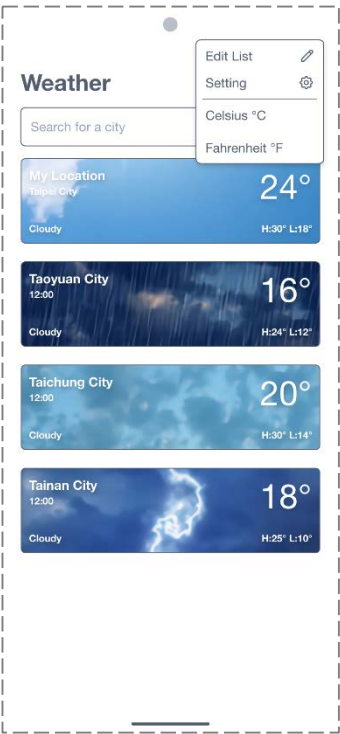 Edit List
Setting
Celsius °C
Fahrenheit °F
Weather
Search for a city
My Location
Taipei City
24°
Cloudy
H:30° L:18°
Taoyuan City
12:00
16°
Cloudy
H:24° L:12°
Taichung City
12:00
20°
Cloudy
H:30° L:14°
Tainan City
12:00
18°
Cloudy
H:25° L:10°